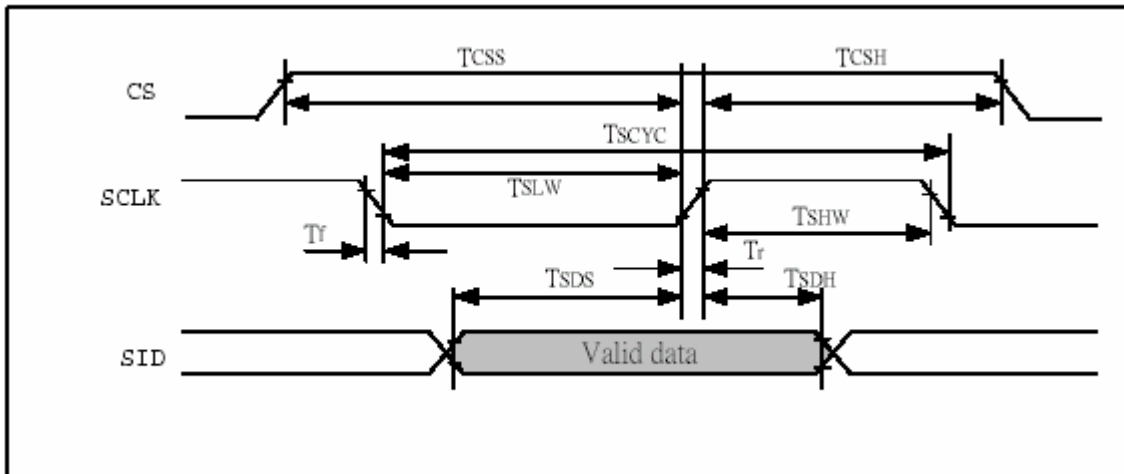 TCSS
TCSH
CS
TSCYC
SCLK
TSLW
TSHW
Tf
Tr
TSDS
TSDH
SID
Valid data